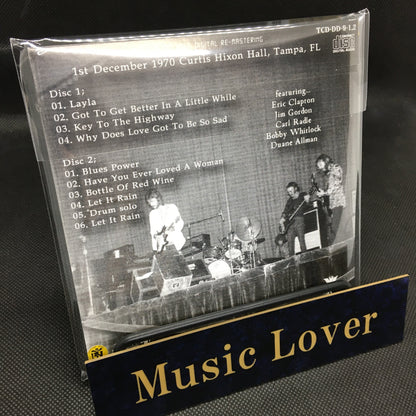 TCD-DD-8-1,2
DIGITAL RE-MASTERING
1st December 1970 Curtis Hixon Hall, Tampa, FL
Disc 1;
01. Layla
02. Got To Get Better In A Little While
03. Key To The Highway
04. Why Does Love Got To Be So Sad
featuring...
Eric Clapton
Jim Gordon
Carl Radle
Bobby Whitlock
Duane Allman
Disc 2;
01. Blues Power
02. Have You Ever Loved A Woman
03. Bottle Of Red Wine
04. Let It Rain
05. Drum solo
06. Let It Rain
Music Lover